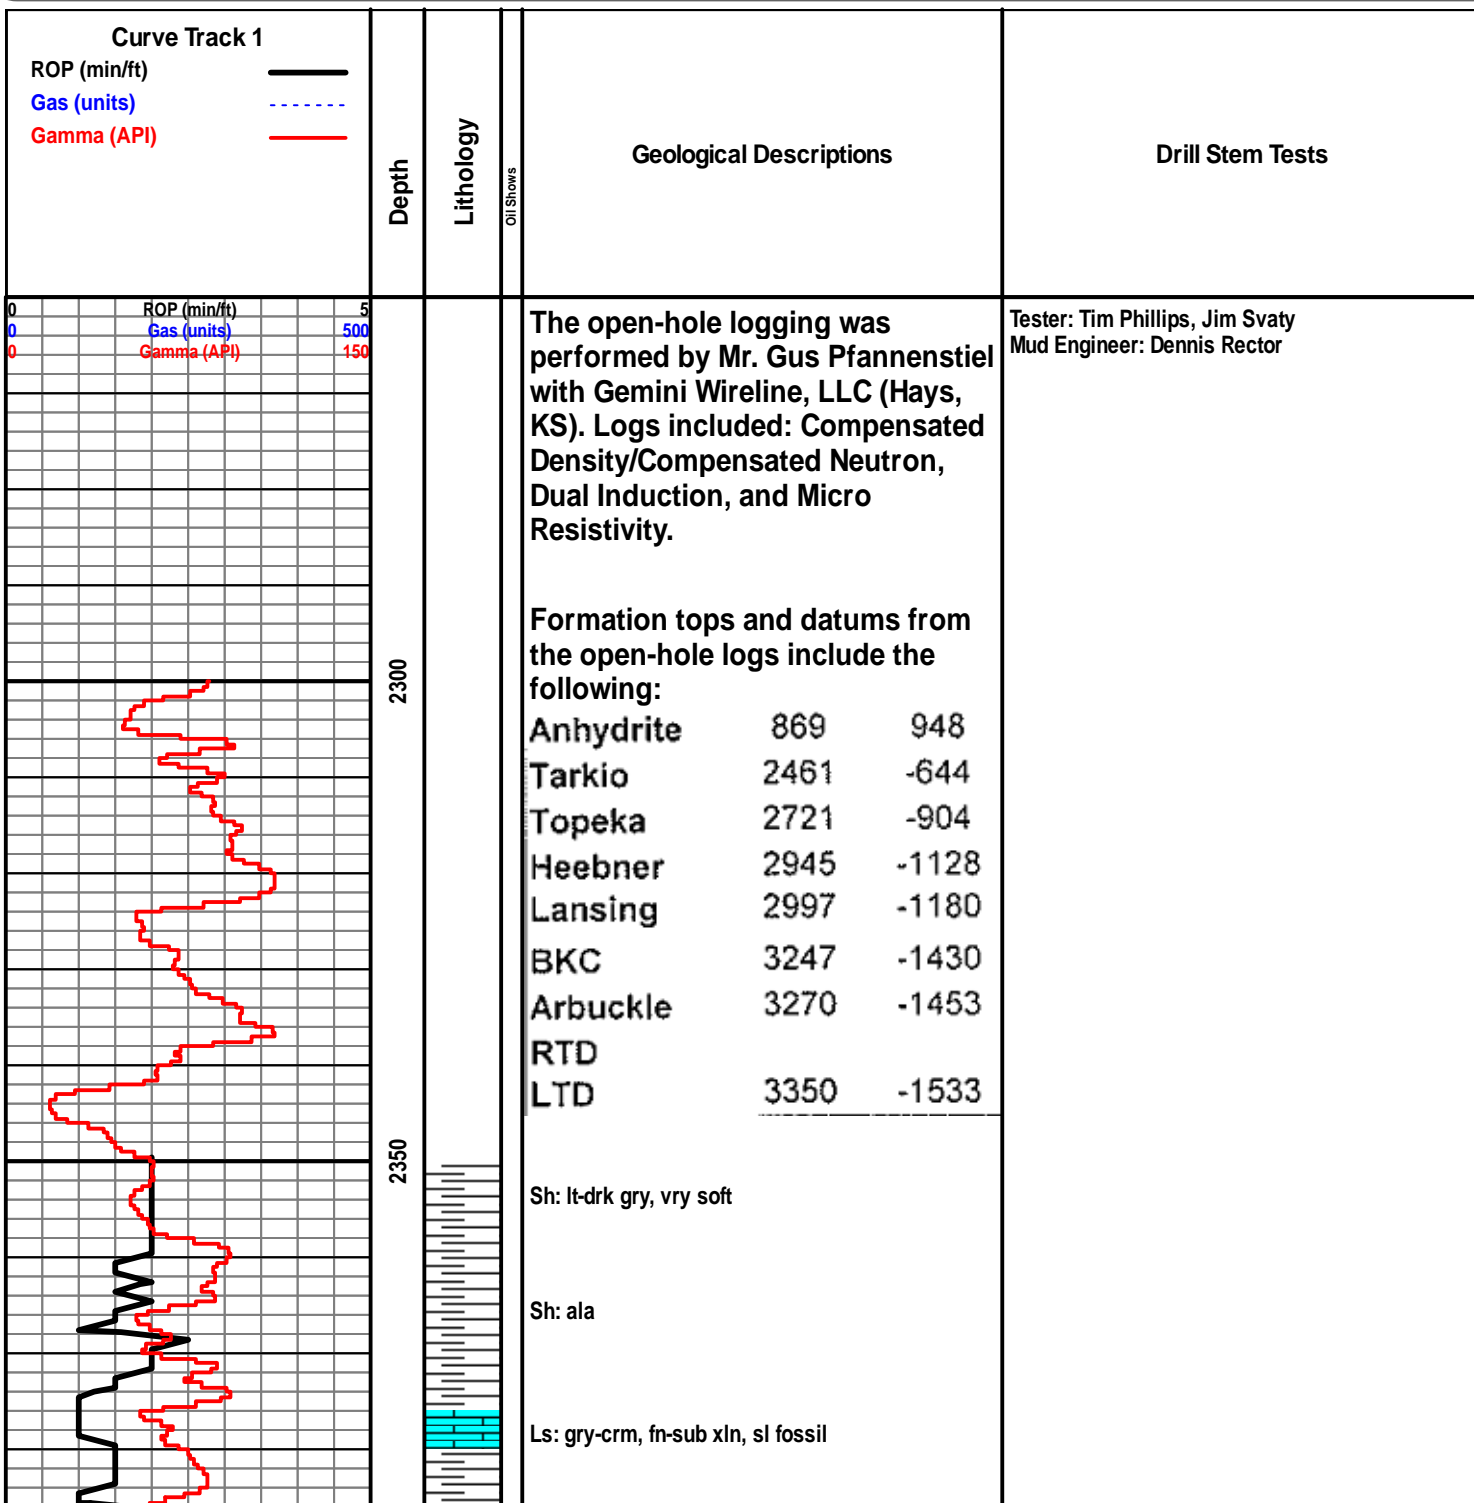 Curve Track 1
ROP (min/ft)
Gas (units)
Gamma (API)
Depth
Lithology
Oil Shows
Geological Descriptions
Drill Stem Tests
0 ROP (min/ft) 5
0 Gas (units) 500
0 Gamma (API) 150
2300
2350
The open-hole logging was
performed by Mr. Gus Pfannenstiel
with Gemini Wireline, LLC (Hays,
KS). Logs included: Compensated
Density/Compensated Neutron,
Dual Induction, and Micro
Resistivity.
Formation tops and datums from
the open-hole logs include the
following:
Anhydrite 869 948
Tarkio 2461 -644
Topeka 2721 -904
Heebner 2945 -1128
Lansing 2997 -1180
BKC 3247 -1430
Arbuckle 3270 -1453
RTD
LTD 3350 -1533
Sh: lt-drk gry, vry soft
Sh: ala
Ls: gry-crm, fn-sub xln, sl fossil
Tester: Tim Phillips, Jim Svaty
Mud Engineer: Dennis Rector